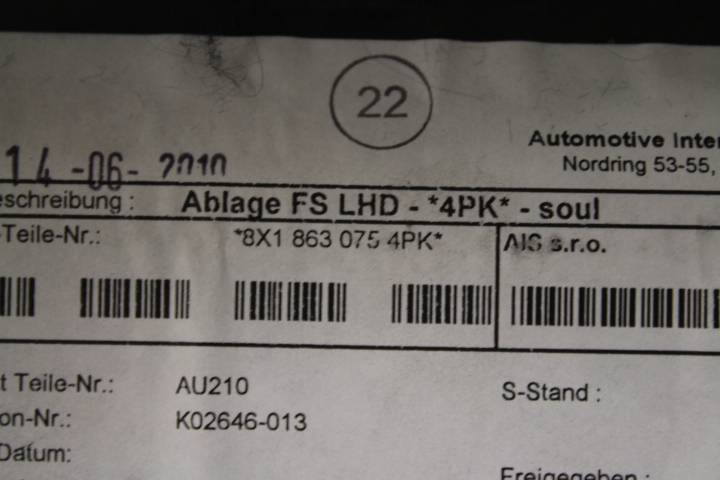 22
Automotive Inter
Nordring 53-55,
14-06-2010
eschreibung : Ablage FS LHD - *4PK* - soul
-Teile-Nr.: *8X1 863 075 4PK* AIS s.r.o.
t Teile-Nr.: AU210 S-Stand :
on-Nr.: K02646-013
Datum:
Freigegeben :